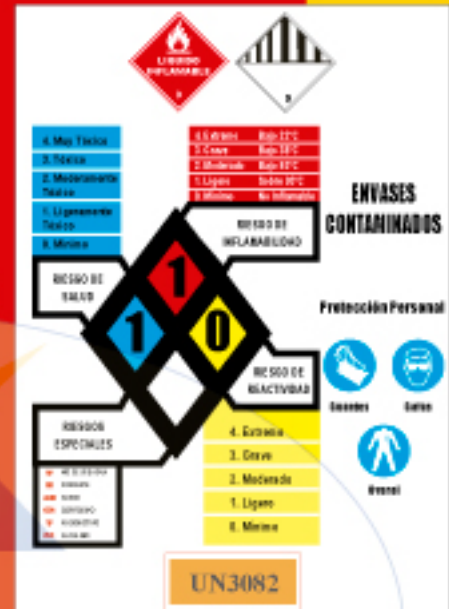 LIQUIDO
INFLAMABLE
3
9
4. Muy Tóxico
3. Tóxico
2. Moderamente
Tóxico
1. Ligeramente
Tóxico
0. Mínimo
4. Extremo Bajo 22°C
3. Grave Bajo 38°C
2. Moderado Bajo 93°C
1. Ligero Sobre 93°C
0. Mínimo No Inflamable
ENVASES
CONTAMINADOS
RIESGO DE
INFLAMABILIDAD
RIESGO DE
SALUD
1
1
0
RIESGO DE
REACTIVIDAD
RIESGOS
ESPECIALES
Protección Personal
Guantes
Gafas
Overol
4. Extremo
3. Grave
2. Moderado
1. Ligero
0. Mínimo
UN3082